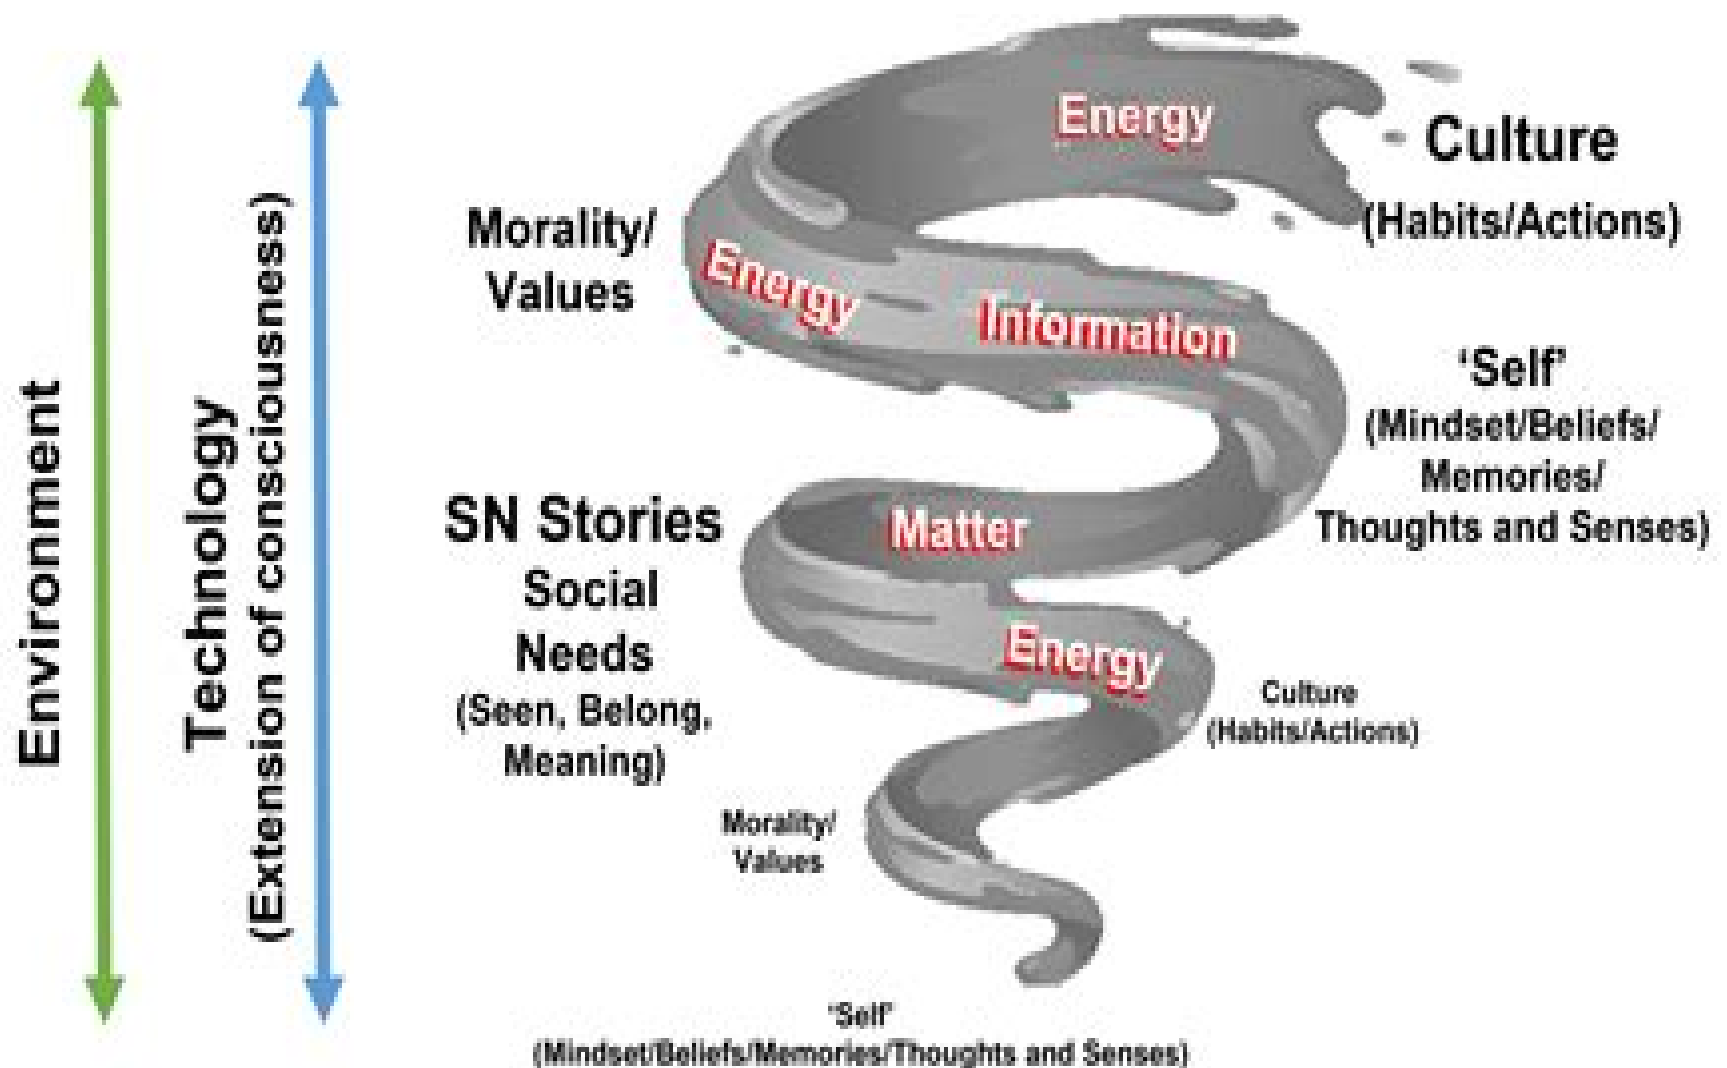 Environment
Technology
(Extension of consciousness)
Energy
Culture
(Habits/Actions)
Morality/
Values
Energy
Information
‘Self’
(Mindset/Beliefs/
Memories/
Thoughts and Senses)
SN Stories
Social
Needs
(Seen, Belong,
Meaning)
Matter
Energy
Culture
(Habits/Actions)
Morality/
Values
‘Self’
(Mindset/Beliefs/Memories/Thoughts and Senses)